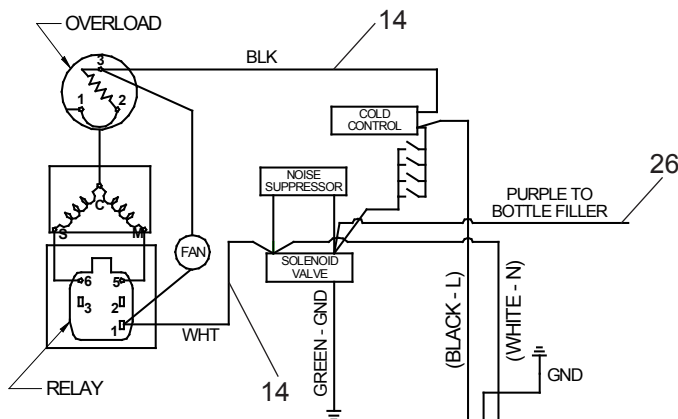 OVERLOAD
14
BLK
3
1
2
COLD
CONTROL
NOISE
SUPPRESSOR
26
PURPLE TO
BOTTLE FILLER
C
S
M
FAN
SOLENOID
VALVE
6
5
3
2
1
WHT
14
GREEN - GND
(BLACK - L)
(WHITE - N)
GND
RELAY